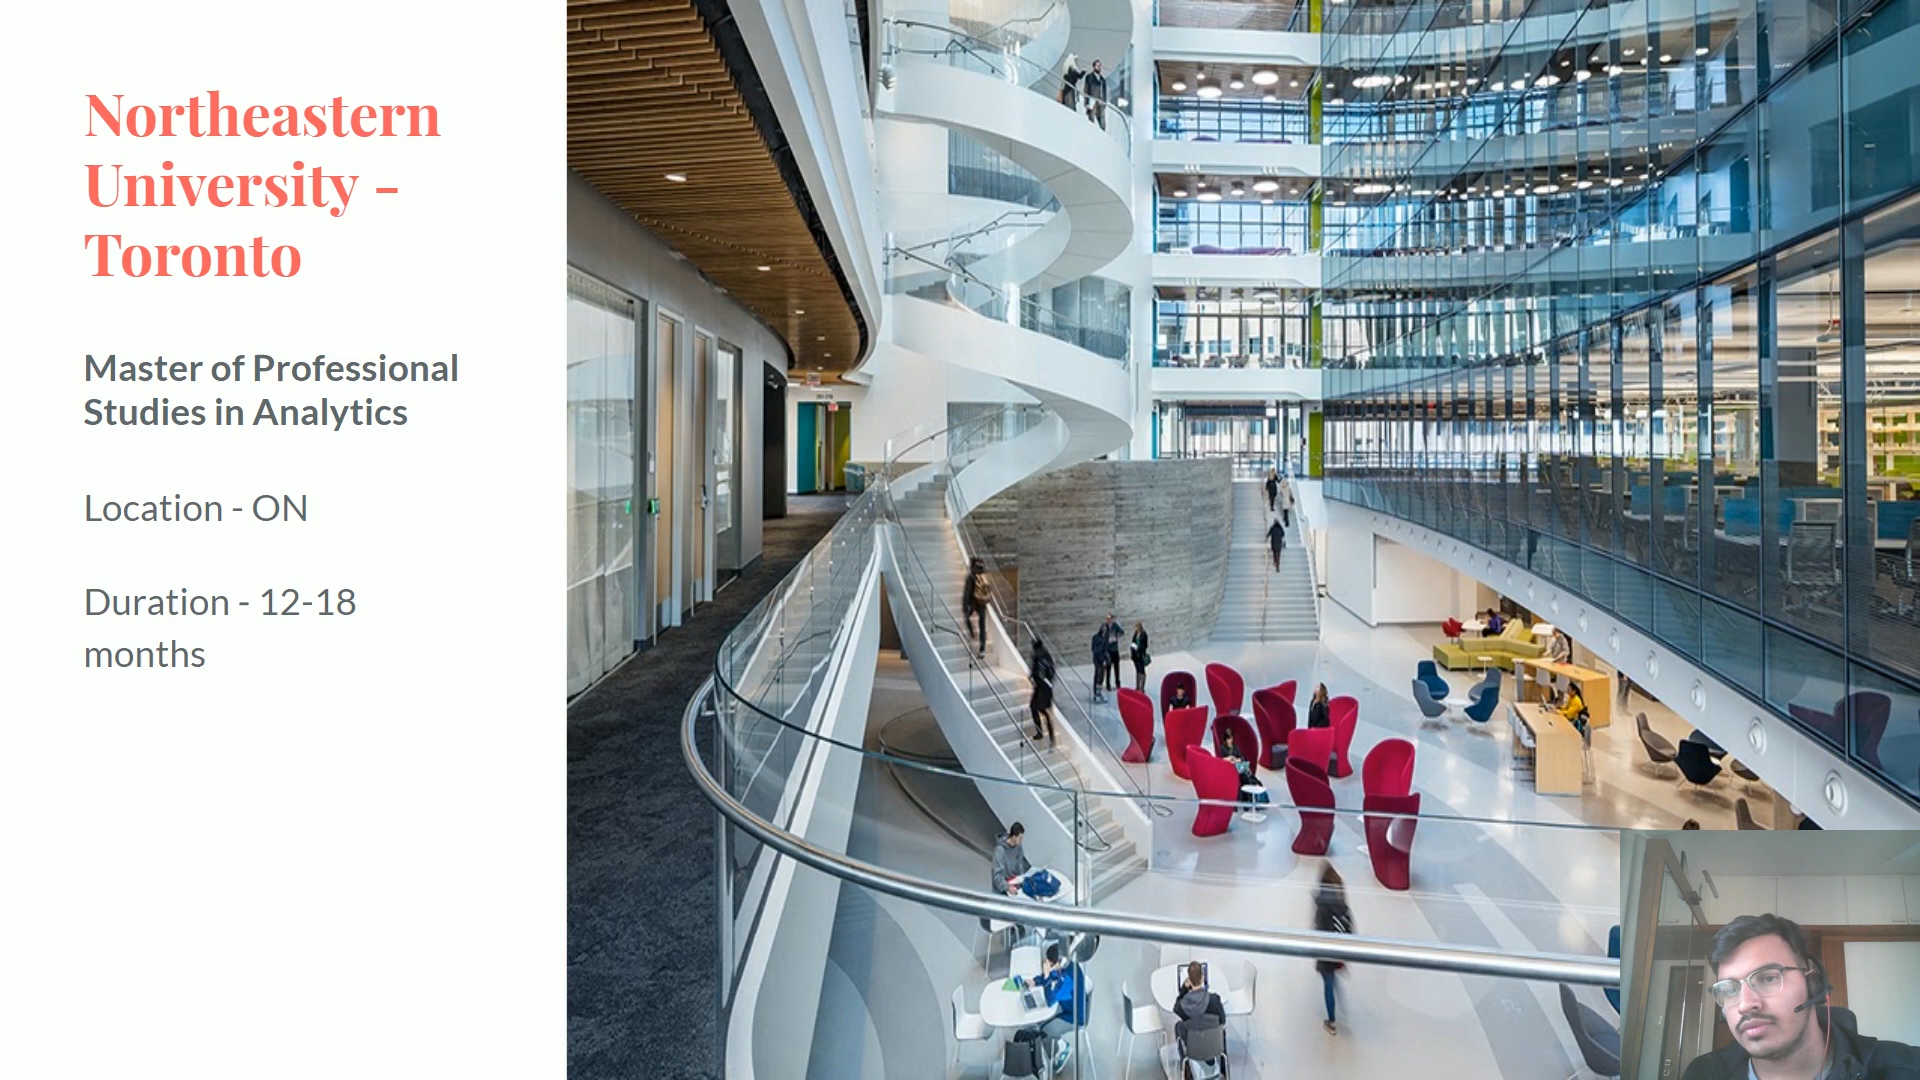 Northeastern
University -
Toronto
Master of Professional
Studies in Analytics
Location - ON
Duration - 12-18
months